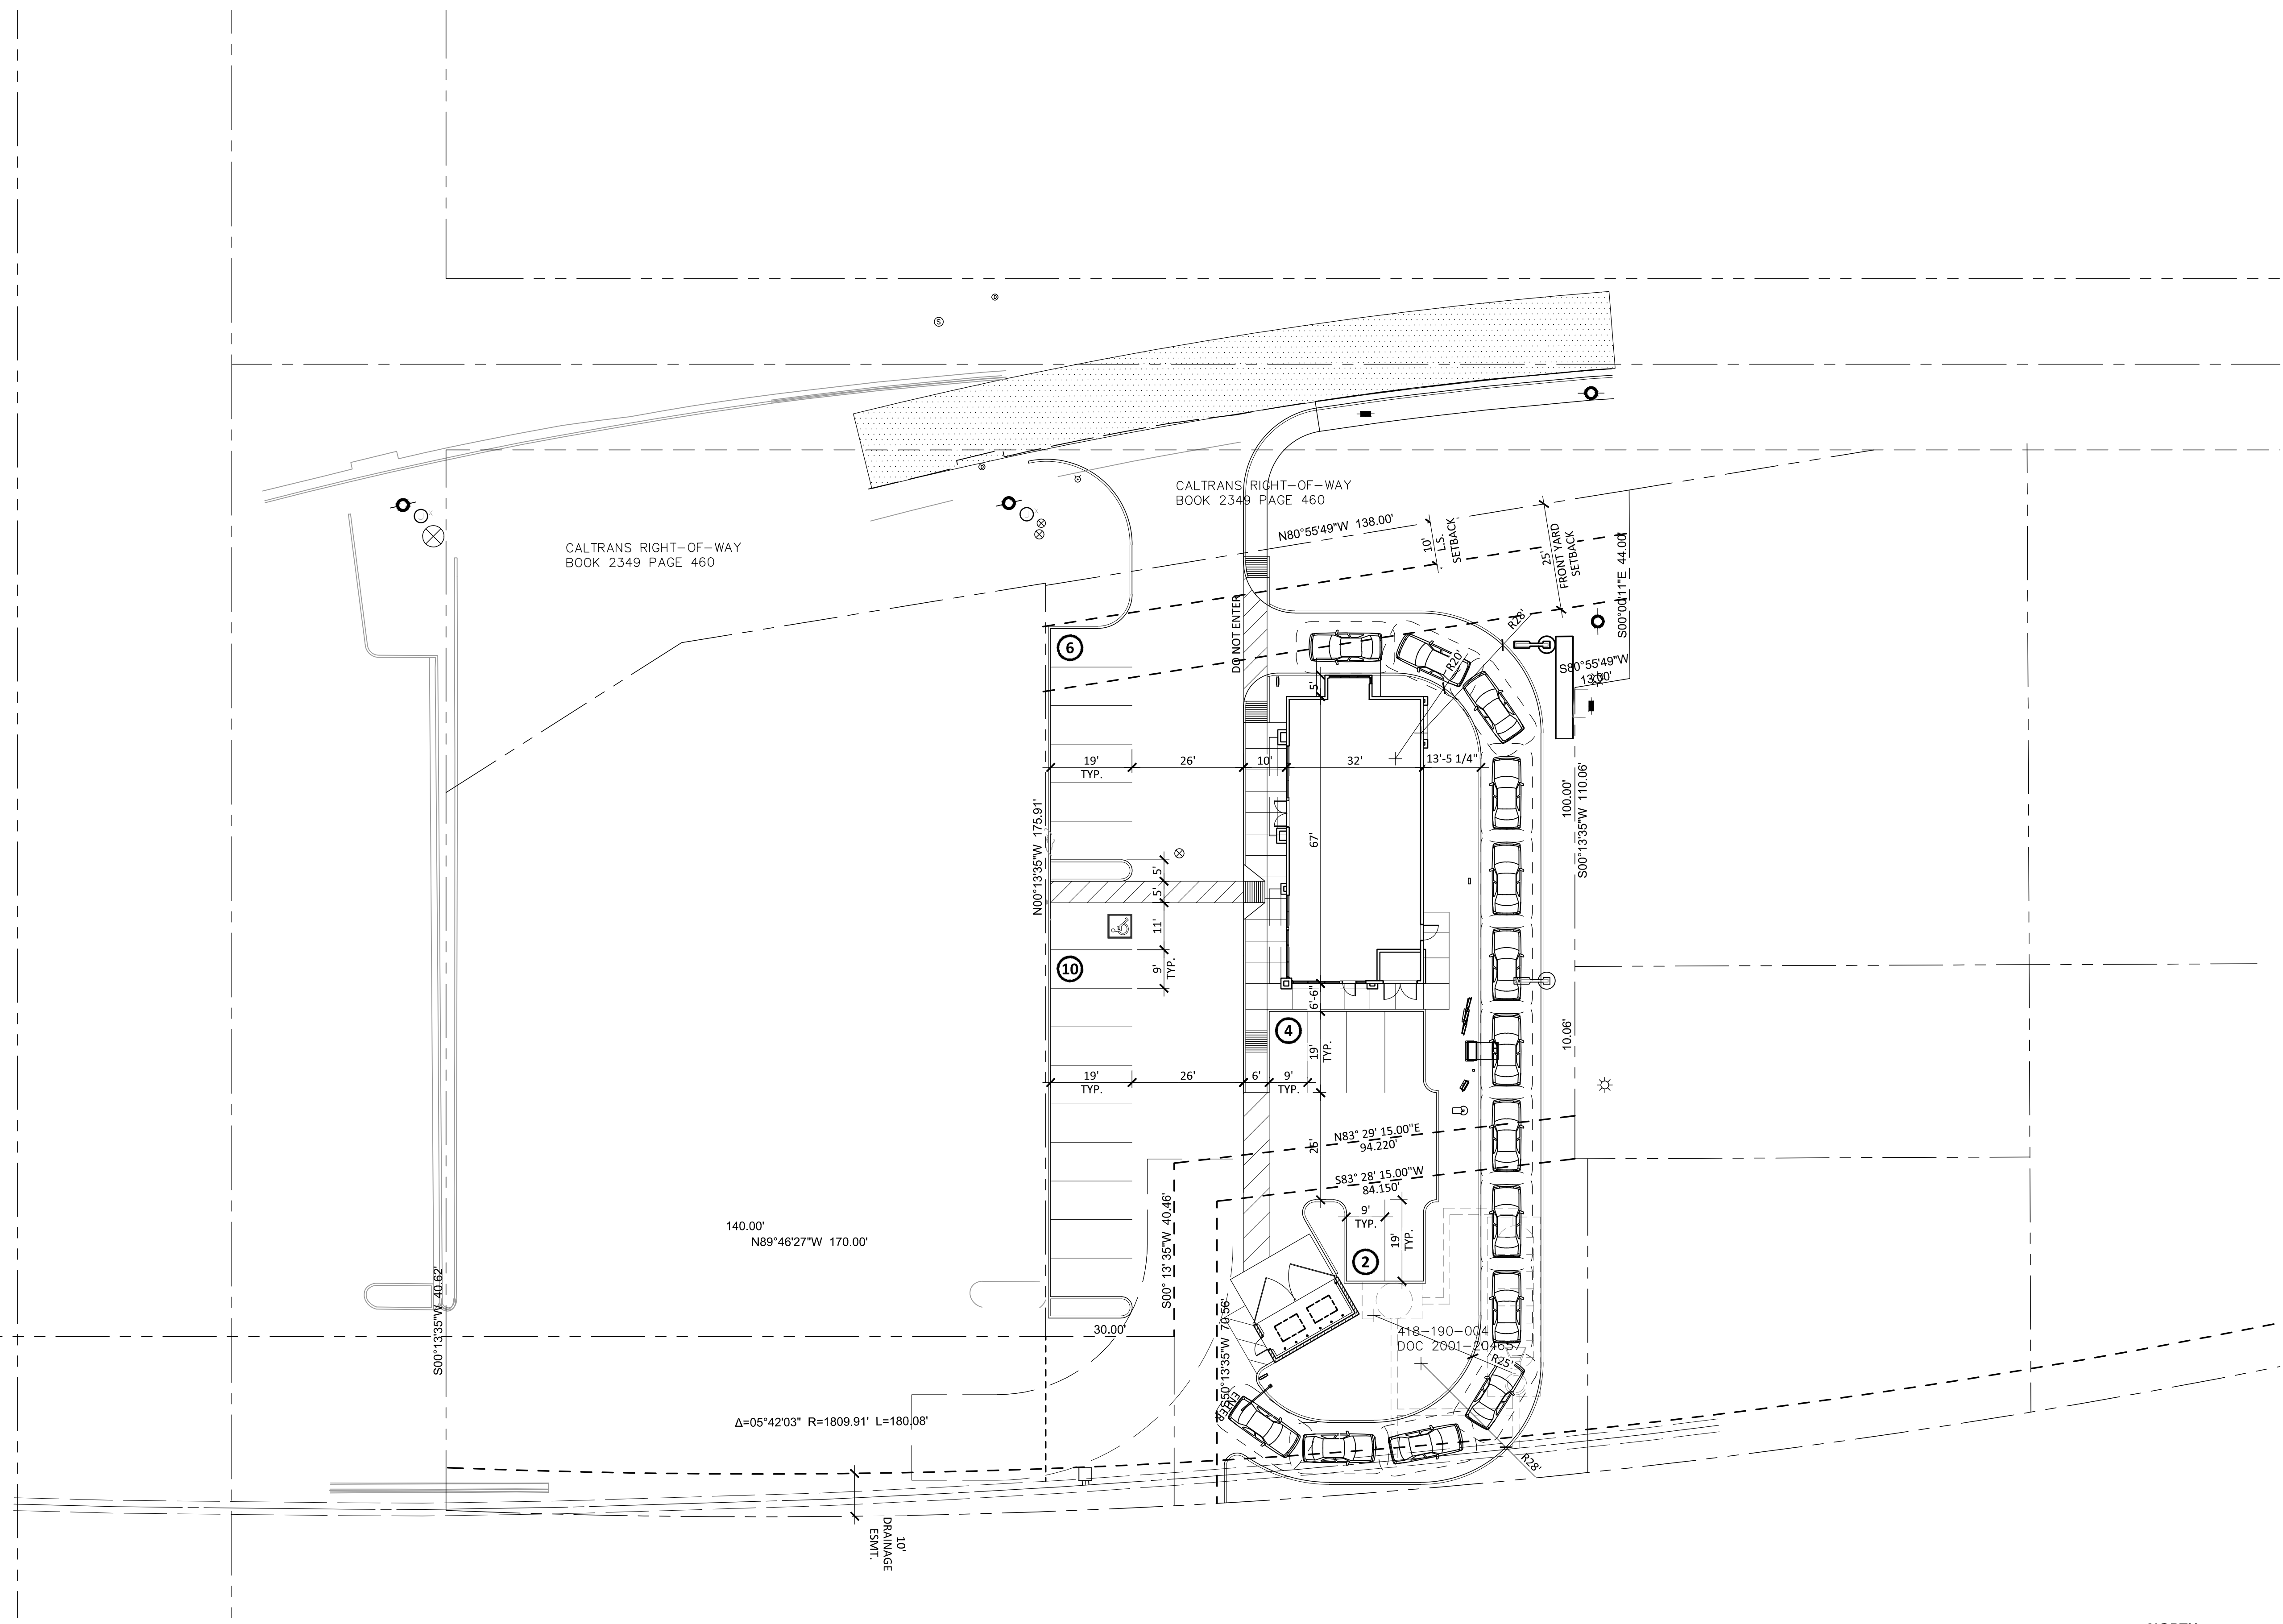 S
CALTRANS RIGHT-OF-WAY
BOOK 2349 PAGE 460
CALTRANS RIGHT-OF-WAY
BOOK 2349 PAGE 460
N80°55'49"W 138.00'
10'
L.S.
SETBACK
25'
FRONT YARD
SETBACK
S00°00'11"E 44.00'
DO NOT ENTER
6
R28'
R20'
S80°55'49"W
13.00'
5'
19'
TYP.
26'
10'
32'
13'-5 1/4"
67'
N00°13'35"W 175.91'
100.00'
S00°13'35"W 110.06'
5'
5'
11'
9'
TYP.
10
6'-6"
4
19'
TYP.
10.06'
19'
TYP.
26'
6'
9'
TYP.
26'
N83° 29' 15.00"E
94.220'
S83° 28' 15.00"W
84.150'
9'
TYP.
19'
TYP.
2
140.00'
N89°46'27"W 170.00'
S00° 13' 35"W 40.46'
S00°13'35"W 40.62'
30.00'
70.56'
418-190-004
DOC 2001-20465
R25'
ENTER
Δ=05°42'03" R=1809.91' L=180.08'
R28'
10'
DRAINAGE
ESMT.